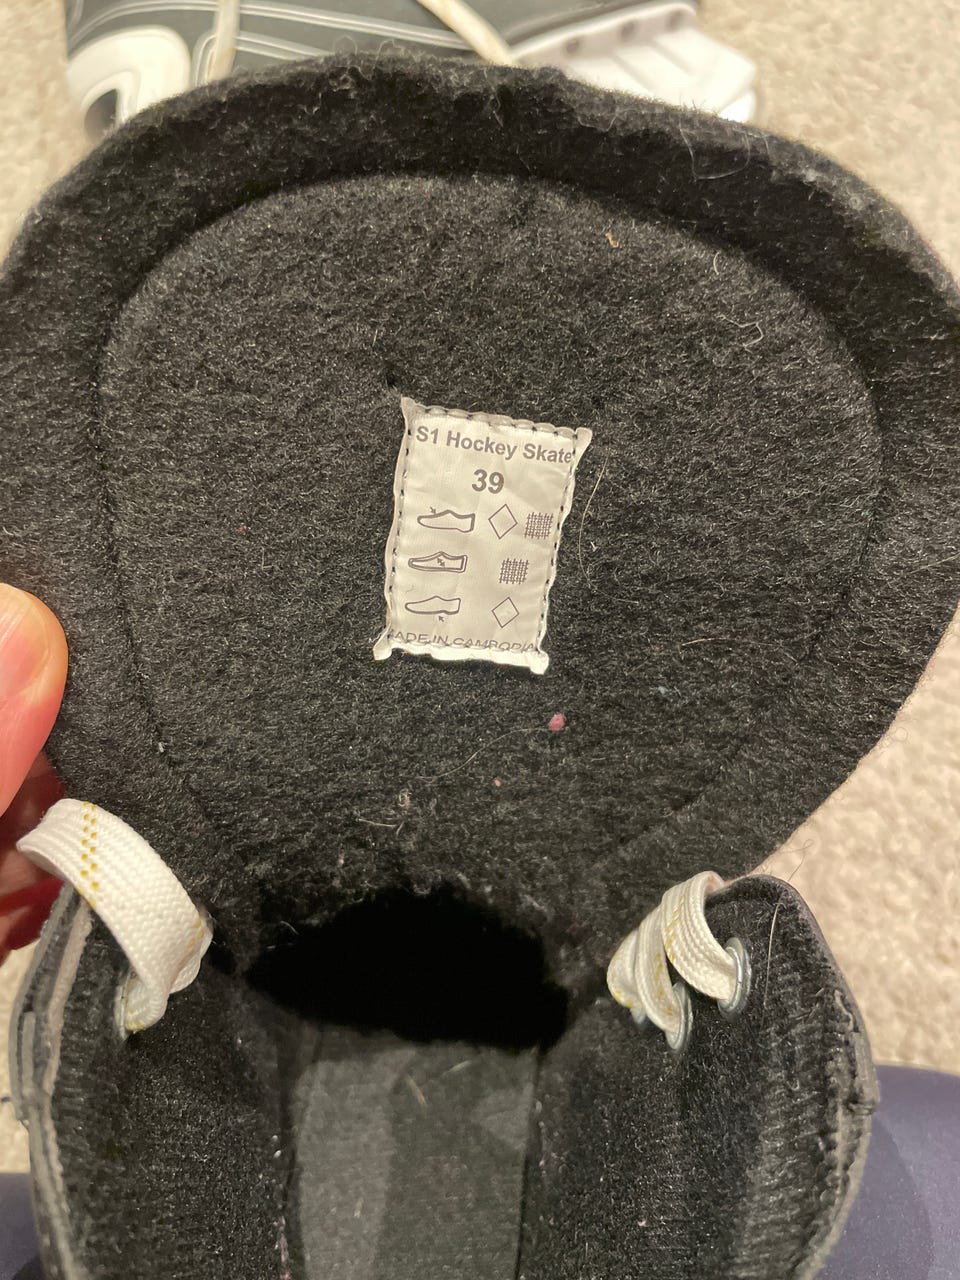 S1 Hockey Skate
39
MADE IN CAMBODIA